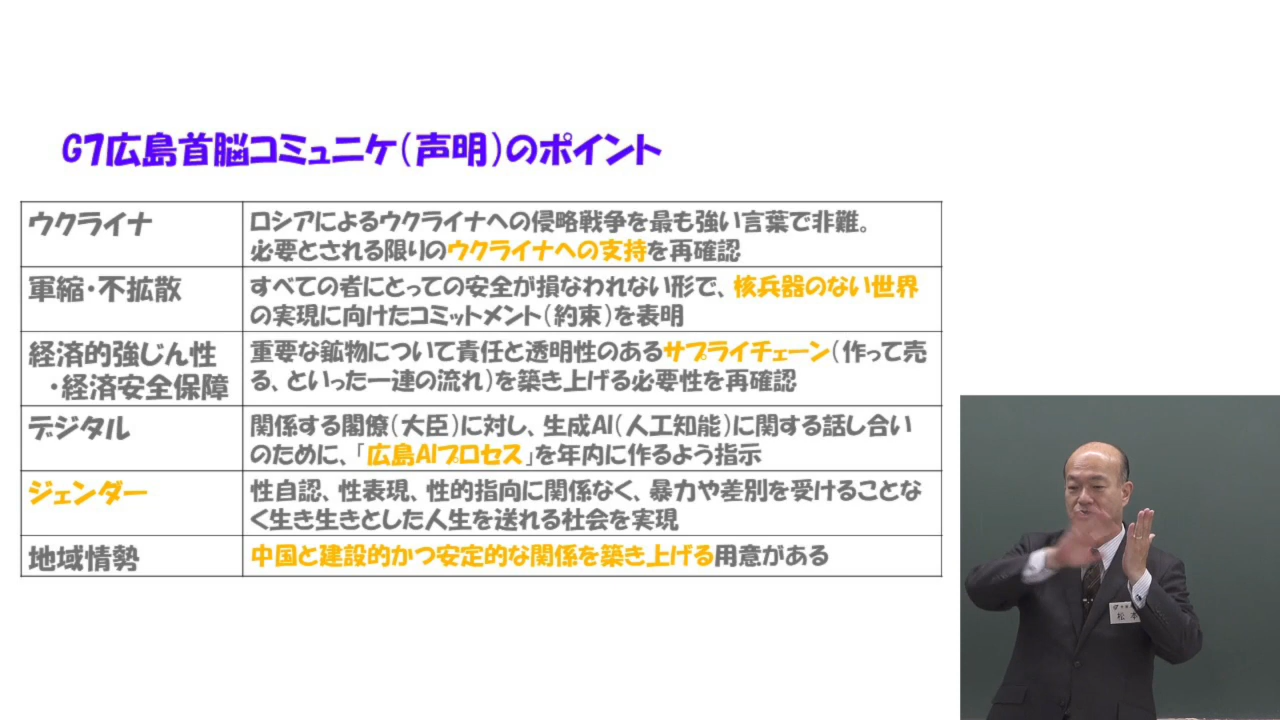 G7広島首脳コミュニケ(声明)のポイント
ウクライナ
ロシアによるウクライナへの侵略戦争を最も強い言葉で非難。
必要とされる限りのウクライナへの支持を再確認
軍縮・不拡散
すべての者にとっての安全が損なわれない形で、核兵器のない世界
の実現に向けたコミットメント(約束)を表明
経済的強じん性
・経済安全保障
重要な鉱物について責任と透明性のあるサプライチェーン(作って売
る、といった一連の流れ)を築き上げる必要性を再確認
デジタル
関係する閣僚(大臣)に対し、生成AI(人工知能)に関する話し合い
のために、「広島AIプロセス」を年内に作るよう指示
ジェンダー
性自認、性表現、性的指向に関係なく、暴力や差別を受けることな
く生き生きとした人生を送れる社会を実現
地域情勢
中国と建設的かつ安定的な関係を築き上げる用意がある